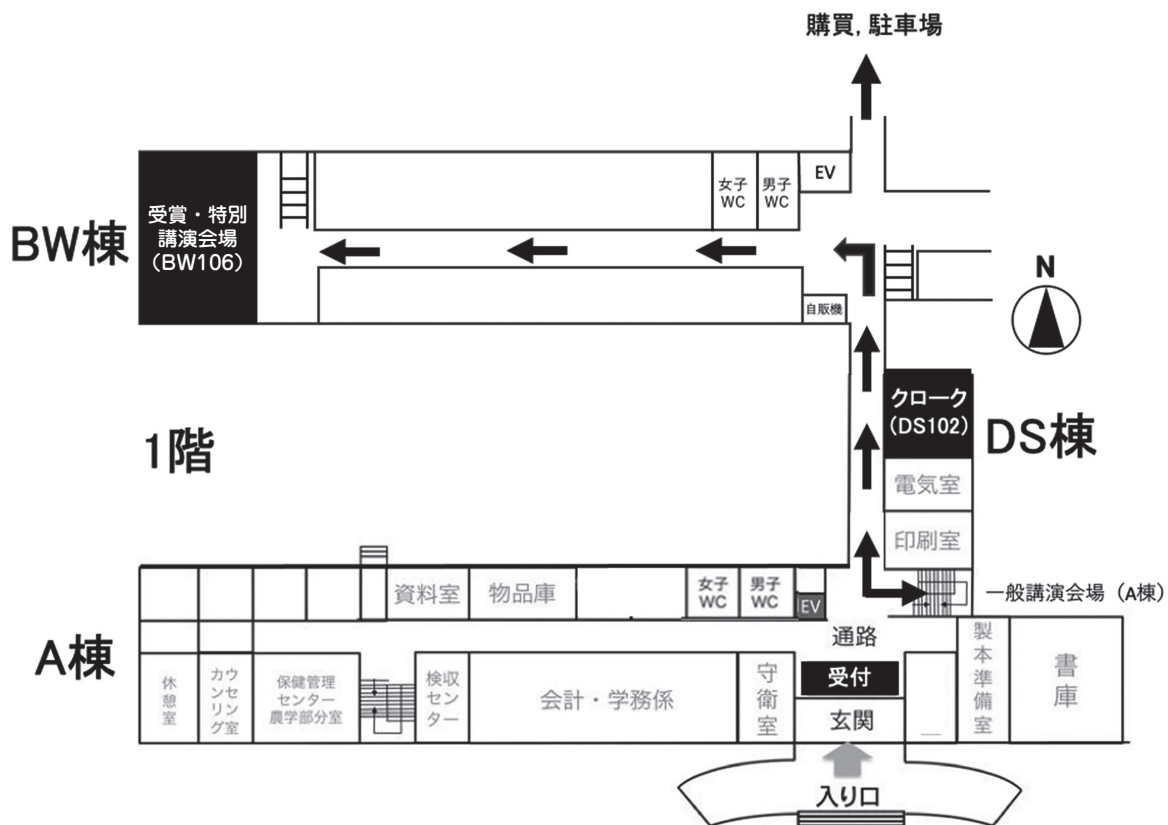 購買, 駐車場
女子
WC
男子
WC
EV
BW棟
受賞・特別
講演会場
(BW106)
自販機
N
クローク
(DS102)
DS棟
1階
電気室
印刷室
資料室
物品庫
女子
WC
男子
WC
EV
一般講演会場（A棟）
A棟
通路
休憩室
カウンセリング室
保健管理
センター
農学部分室
検収
センター
会計・学務係
守衛室
受付
玄関
製本準備室
書庫
入り口